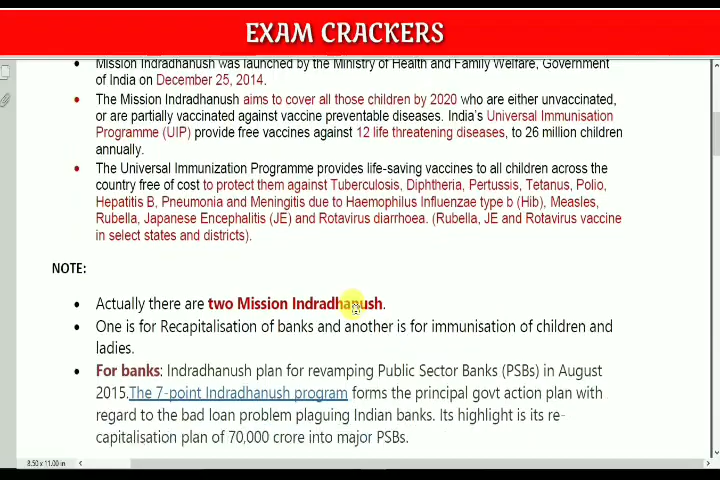 EXAM CRACKERS
• Mission Indradhanush was launched by the Ministry of Health and Family Welfare, Government
of India on December 25, 2014.
• The Mission Indradhanush aims to cover all those children by 2020 who are either unvaccinated,
or are partially vaccinated against vaccine preventable diseases. India's Universal Immunisation
Programme (UIP) provide free vaccines against 12 life threatening diseases, to 26 million children
annually.
• The Universal Immunization Programme provides life-saving vaccines to all children across the
country free of cost to protect them against Tuberculosis, Diphtheria, Pertussis, Tetanus, Polio,
Hepatitis B, Pneumonia and Meningitis due to Haemophilus Influenzae type b (Hib), Measles,
Rubella, Japanese Encephalitis (JE) and Rotavirus diarrhoea. (Rubella, JE and Rotavirus vaccine
in select states and districts).
NOTE:
• Actually there are two Mission Indradhanush.
• One is for Recapitalisation of banks and another is for immunisation of children and
ladies.
• For banks: Indradhanush plan for revamping Public Sector Banks (PSBs) in August
2015.The 7-point Indradhanush program forms the principal govt action plan with
regard to the bad loan problem plaguing Indian banks. Its highlight is its re-
capitalisation plan of 70,000 crore into major PSBs.
8.50 x 11.00 in